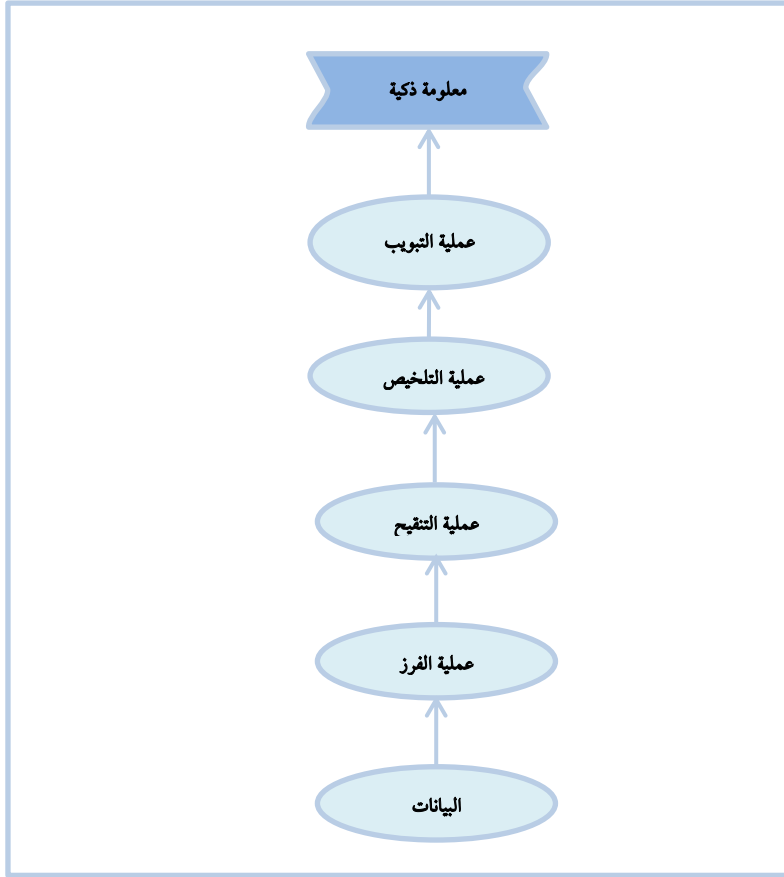 معلومة ذكية
عملية التبويب
عملية التلخيص
عملية التنقيح
عملية الفرز
البيانات